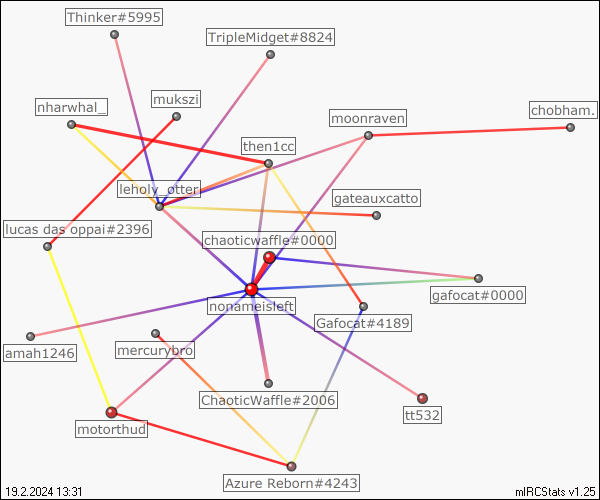 Thinker#5995
TripleMidget#8824
mukszi
nharwhal_
chobham.
moonraven
then1cc
leholy_otter
gateauxcatto
lucas das oppai#2396
chaoticwaffle#0000
gafocat#0000
nonameisleft
Gafocat#4189
amah1246
mercurybro
ChaoticWaffle#2006
tt532
motorthud
Azure Reborn#4243
19.2.2024 13:31
mIRCStats v1.25